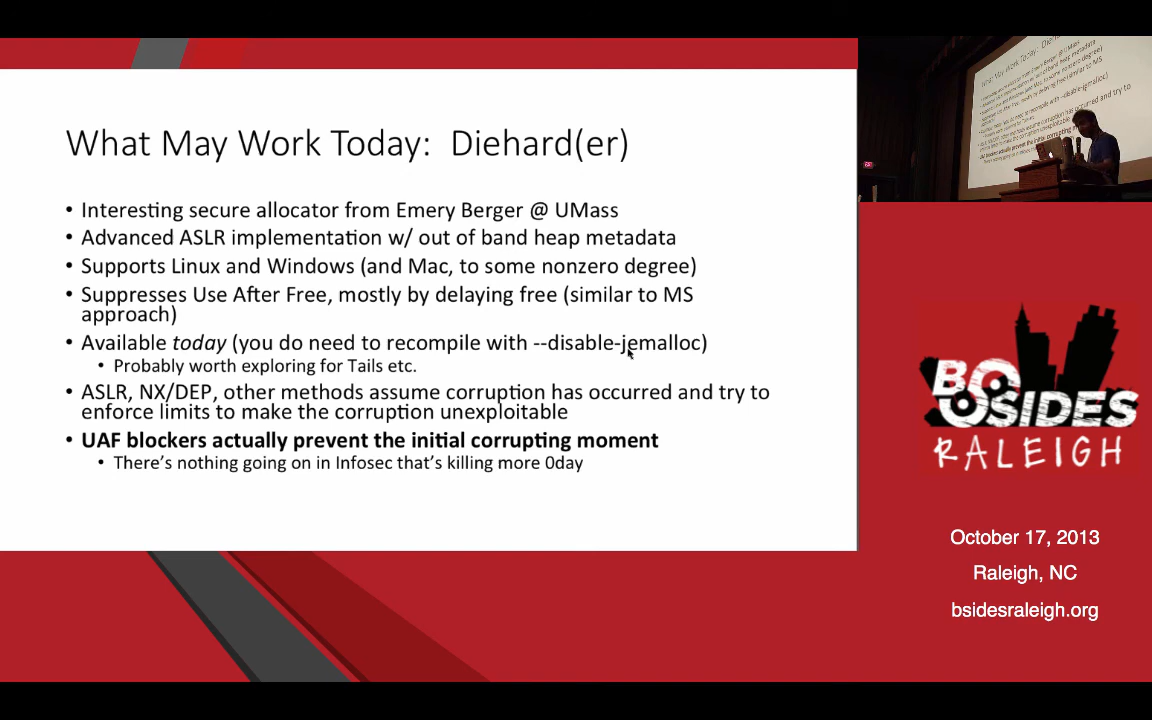 What May Work Today: Diehard(er)
• Interesting secure allocator from Emery Berger @ UMass
• Advanced ASLR implementation w/ out of band heap metadata
• Supports Linux and Windows (and Mac, to some nonzero degree)
• Suppresses Use After Free, mostly by delaying free (similar to MS
approach)
• Available today (you do need to recompile with --disable-jemalloc)
• Probably worth exploring for Tails etc.
• ASLR, NX/DEP, other methods assume corruption has occurred and try to
enforce limits to make the corruption unexploitable
• UAF blockers actually prevent the initial corrupting moment
• There's nothing going on in Infosec that's killing more 0day
BSIDES
RALEIGH
October 17, 2013
Raleigh, NC
bsidesraleigh.org